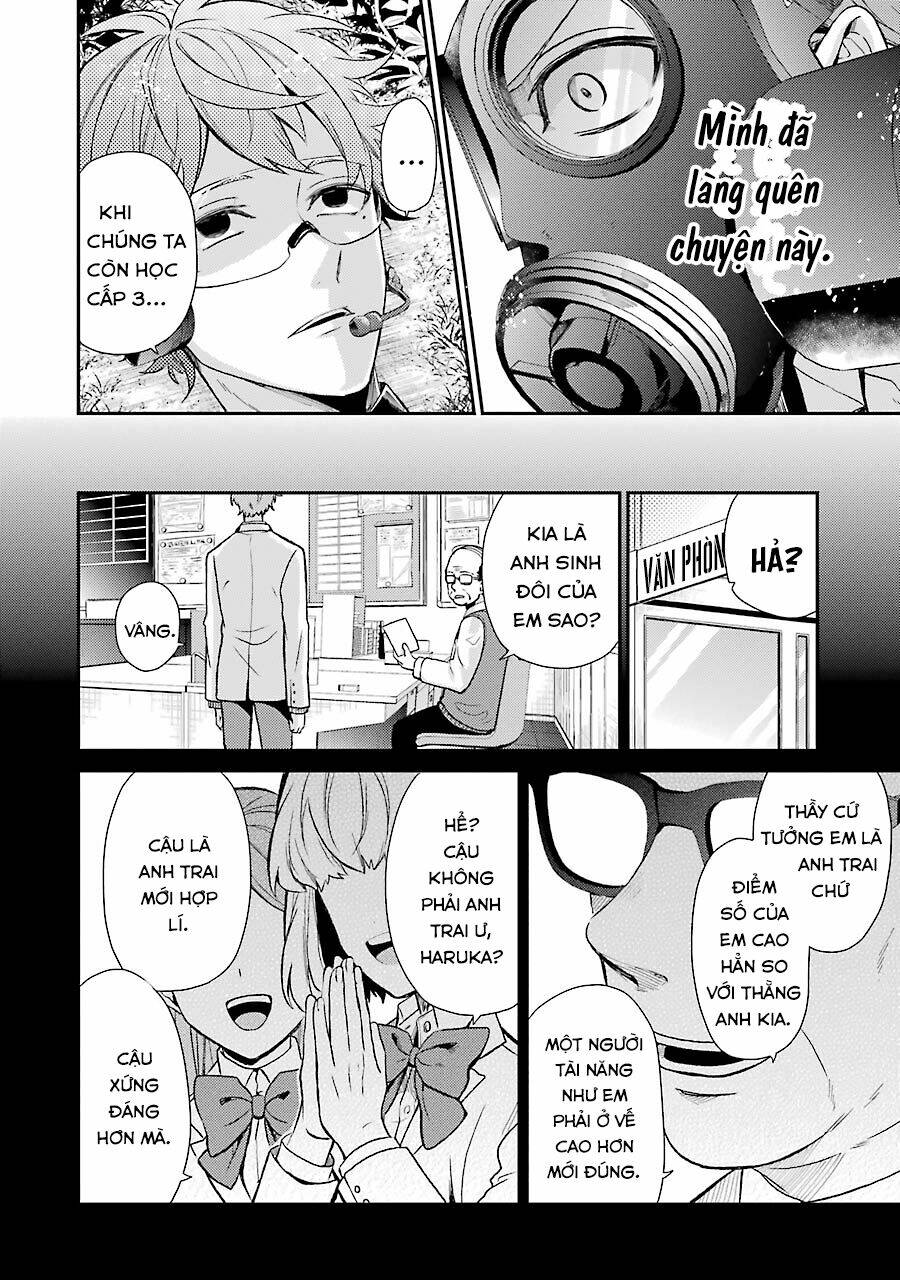 Mình đã
làng quên
chuyện này.
...
KHI
CHÚNG TA
CÒN HỌC
CẤP 3...
HẢ?
VĂN PHÒN
KIA LÀ
ANH SINH
ĐÔI CỦA
EM SAO?
VÂNG.
THẦY CỨ
TƯỞNG EM LÀ
ANH TRAI
CHỨ
ĐIỂM
SỐ CỦA
EM CAO
HẲN SO
VỚI THẰNG
ANH KIA.
MỘT NGƯỜI
TÀI NĂNG
NHƯ EM
PHẢI Ở VẾ
CAO HƠN
MỚI ĐÚNG.
HỂ?
CẬU
KHÔNG
PHẢI ANH
TRAI Ư,
HARUKA?
CẬU LÀ
ANH TRAI
MỚI HỢP
LÍ.
CẬU
XỨNG
ĐÁNG
HƠN MÀ.